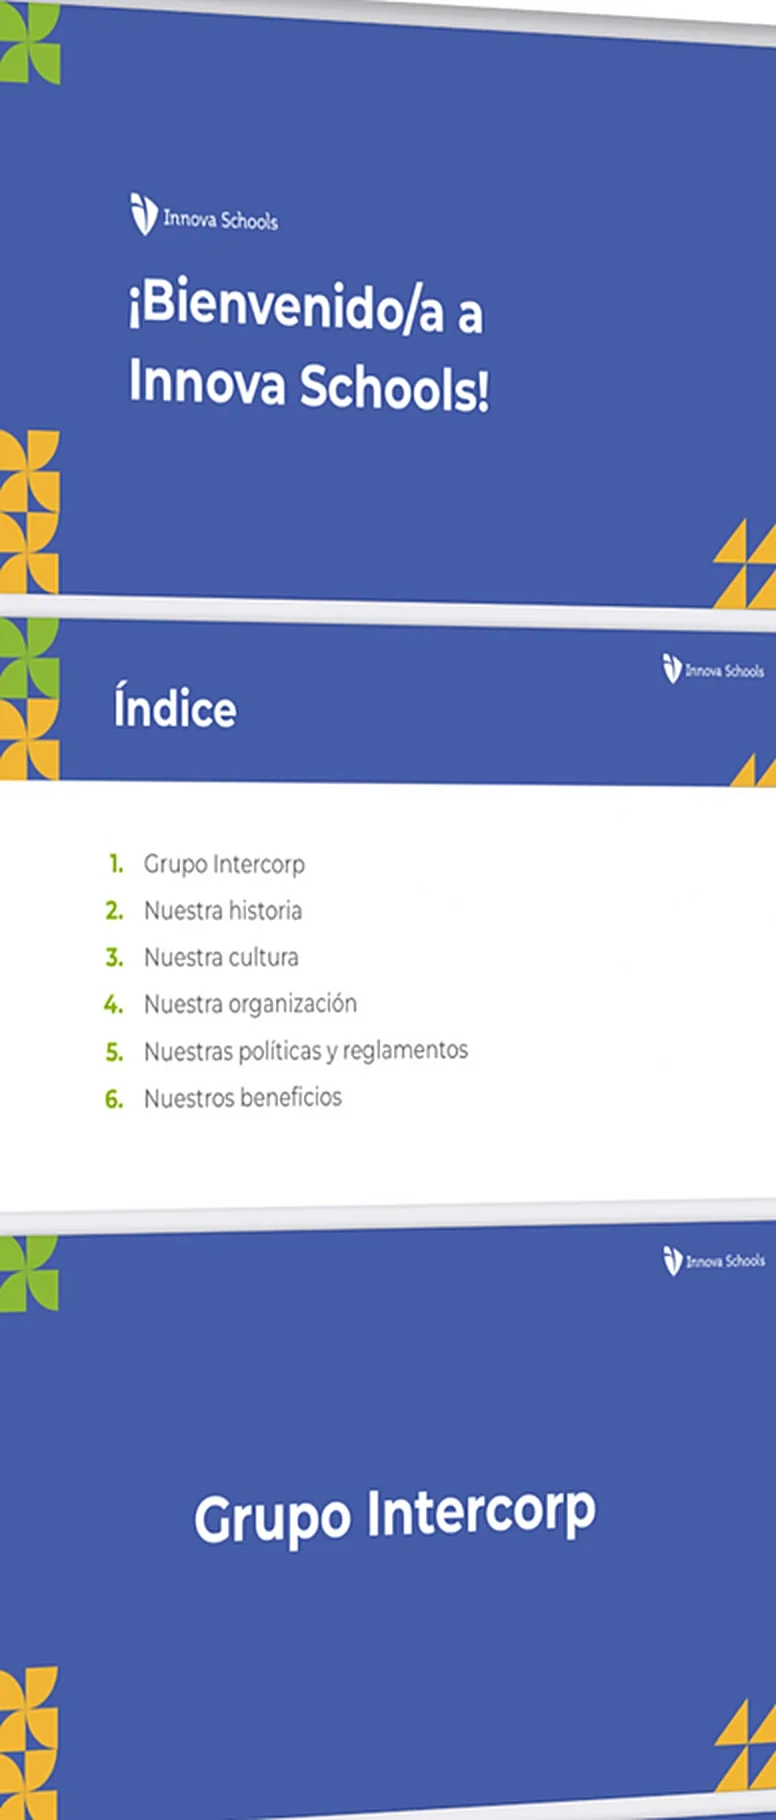 Innova Schools
¡Bienvenido/a a
Innova Schools!
Índice
Innova Schools
1. Grupo Intercorp
2. Nuestra historia
3. Nuestra cultura
4. Nuestra organización
5. Nuestras políticas y reglamentos
6. Nuestros beneficios
Innova Schools
Grupo Intercorp